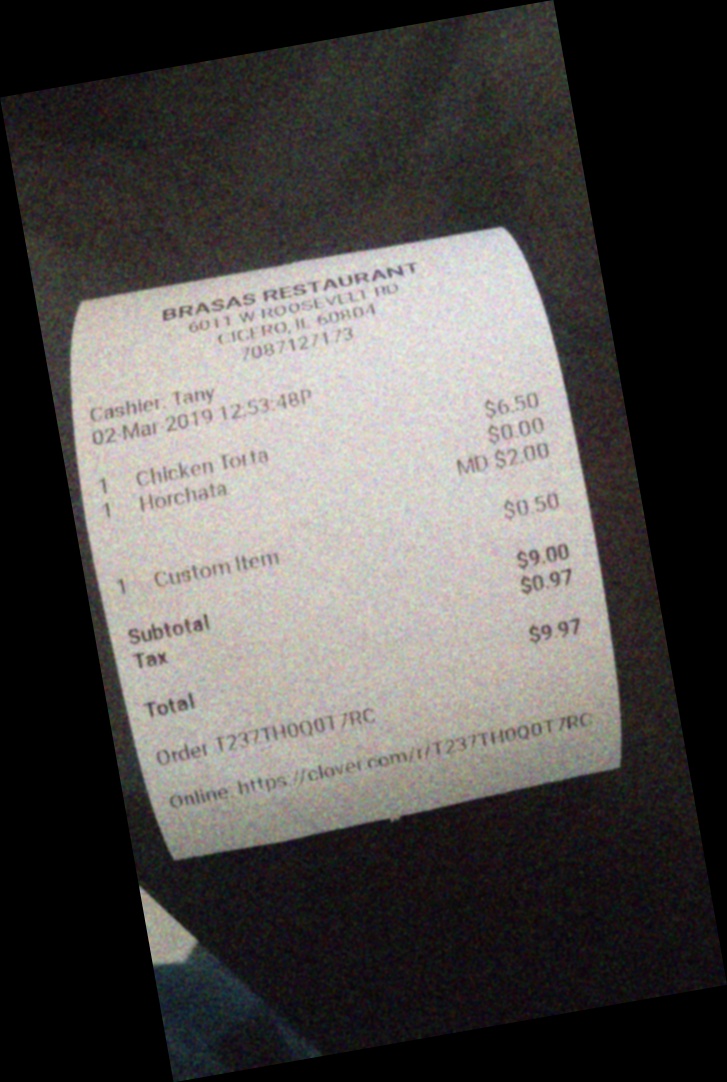 BRASAS RESTAURANT
6011 W ROOSEVELT RD
CICERO, IL 60804
7087127173
Cashier: Tany
02-Mar-2019 12:53:48P
1 Chicken Torta $6.50
1 Horchata $0.00
MD $2.00
1 Custom Item $0.50
Subtotal $9.00
Tax $0.97
Total $9.97
Order T237TH0Q0T7RC
Online: https://clover.com/r/T237TH0Q0T7RC